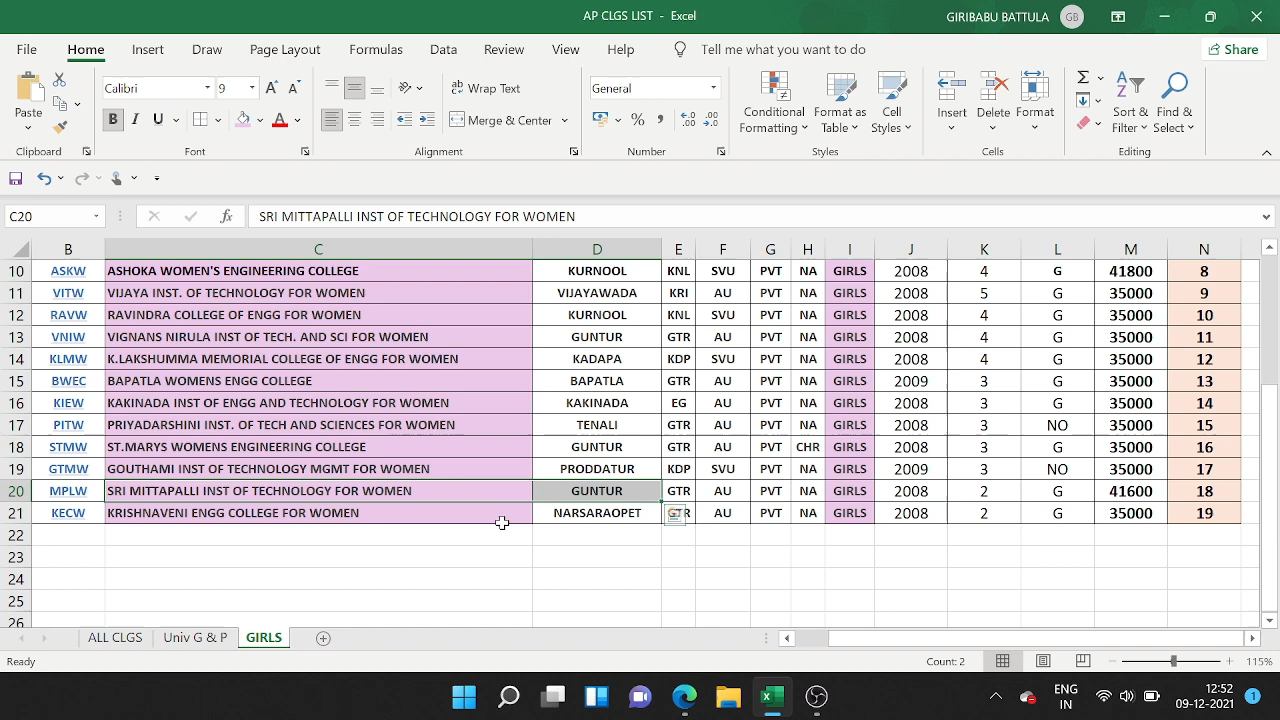 AP CLGS LIST - Excel
GIRIBABU BATTULA GB
File Home Insert Draw Page Layout Formulas Data Review View Help Tell me what you want to do Share
Calibri 9 Wrap Text General
Paste B I U A Merge & Center % Conditional Formatting Format as Table Cell Styles Insert Delete Format Sort & Filter Find & Select
Clipboard Font Alignment Number Styles Cells Editing
C20 fx SRI MITTAPALLI INST OF TECHNOLOGY FOR WOMEN
B C D E F G H I J K L M N
10 ASKW ASHOKA WOMEN'S ENGINEERING COLLEGE KURNOOL KNL SVU PVT NA GIRLS 2008 4 G 41800 8
11 VITW VIJAYA INST. OF TECHNOLOGY FOR WOMEN VIJAYAWADA KRI AU PVT NA GIRLS 2008 5 G 35000 9
12 RAVW RAVINDRA COLLEGE OF ENGG FOR WOMEN KURNOOL KNL SVU PVT NA GIRLS 2008 4 G 35000 10
13 VNIW VIGNANS NIRULA INST OF TECH. AND SCI FOR WOMEN GUNTUR GTR AU PVT NA GIRLS 2008 4 G 35000 11
14 KLMW K.LAKSHUMMA MEMORIAL COLLEGE OF ENGG FOR WOMEN KADAPA KDP SVU PVT NA GIRLS 2008 4 G 35000 12
15 BWEC BAPATLA WOMENS ENGG COLLEGE BAPATLA GTR AU PVT NA GIRLS 2009 3 G 35000 13
16 KIEW KAKINADA INST OF ENGG AND TECHNOLOGY FOR WOMEN KAKINADA EG AU PVT NA GIRLS 2008 3 G 35000 14
17 PITW PRIYADARSHINI INST. OF TECH AND SCIENCES FOR WOMEN TENALI GTR AU PVT NA GIRLS 2008 3 NO 35000 15
18 STMW ST.MARYS WOMENS ENGINEERING COLLEGE GUNTUR GTR AU PVT CHR GIRLS 2008 3 G 35000 16
19 GTMW GOUTHAMI INST OF TECHNOLOGY MGMT FOR WOMEN PRODDATUR KDP SVU PVT NA GIRLS 2009 3 NO 35000 17
20 MPLW SRI MITTAPALLI INST OF TECHNOLOGY FOR WOMEN GUNTUR GTR AU PVT NA GIRLS 2008 2 G 41600 18
21 KECW KRISHNAVENI ENGG COLLEGE FOR WOMEN NARSARAOPET GTR AU PVT NA GIRLS 2008 2 G 35000 19
22
23
24
25
26
ALL CLGS Univ G & P GIRLS
Ready Count: 2 115%
ENG IN 12:52 09-12-2021 1